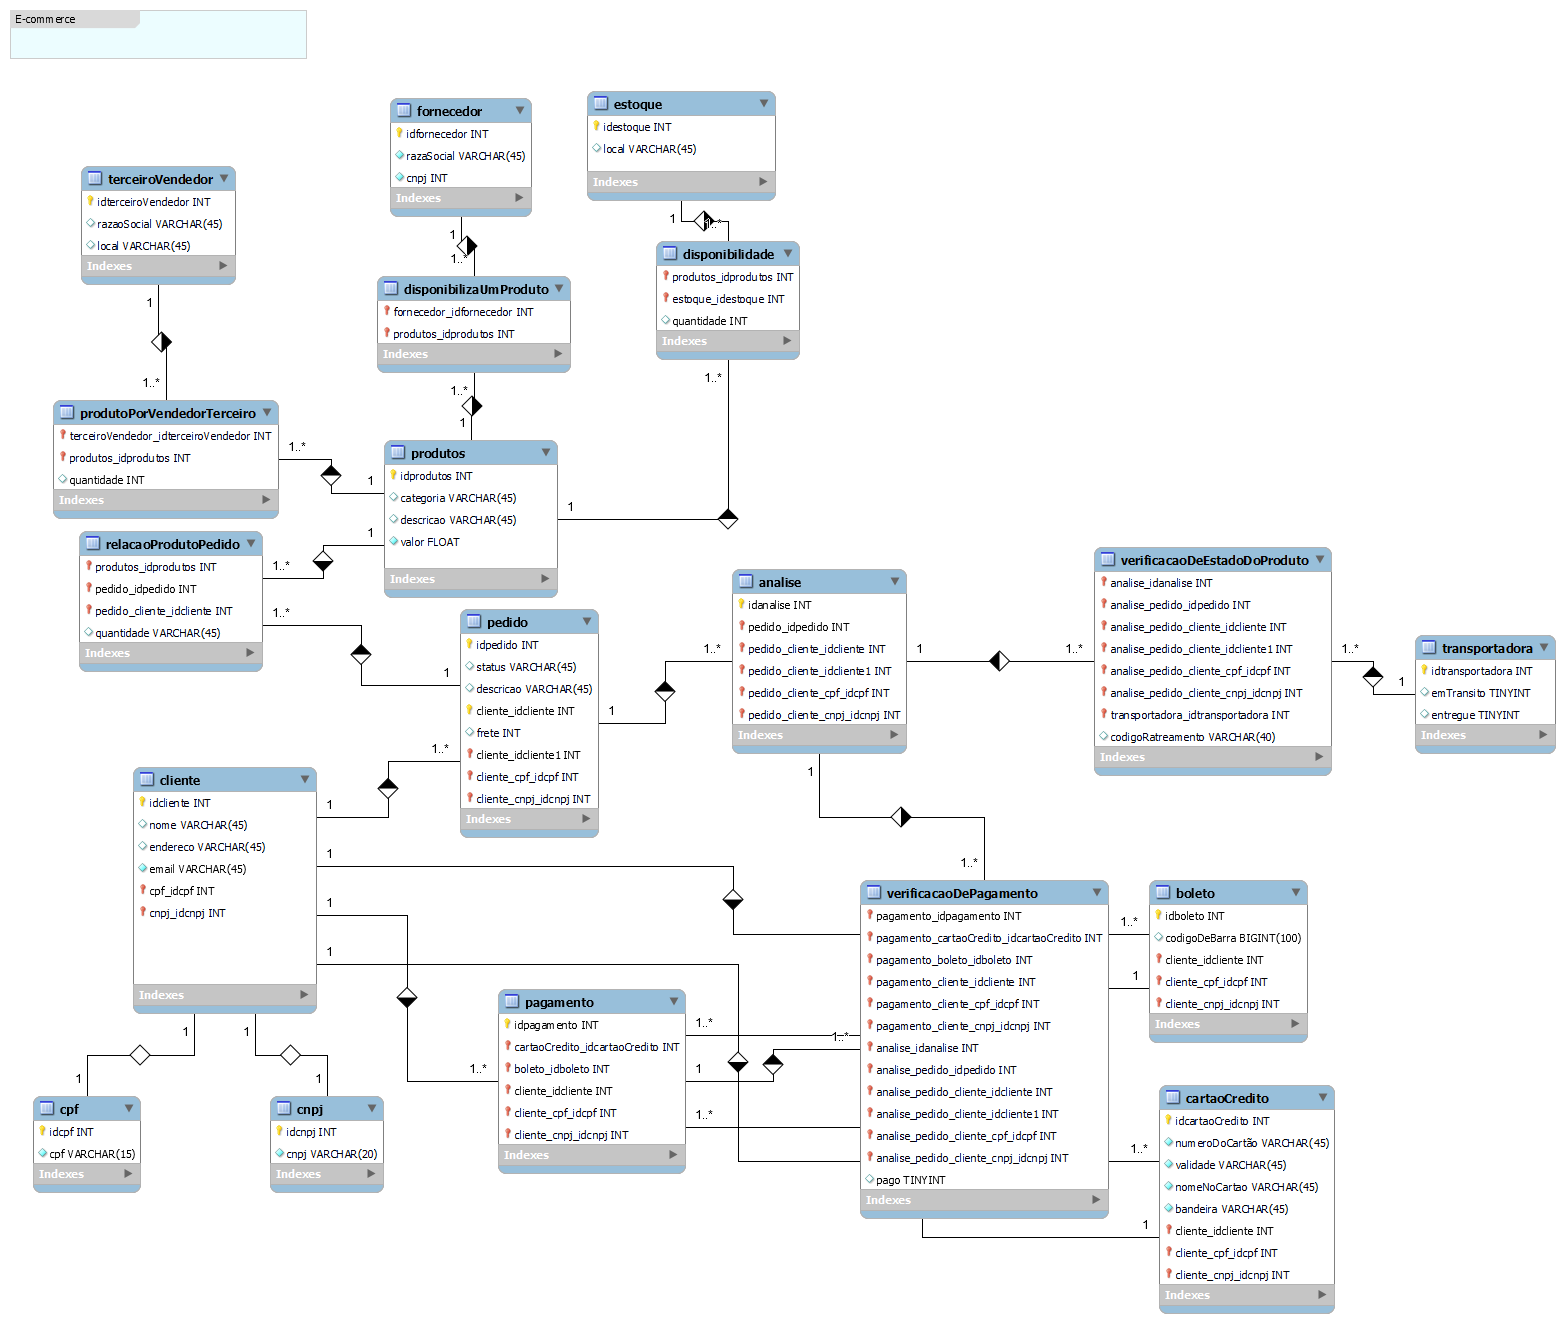 E-commerce
fornecedor
idfornecedor INT
razaSocial VARCHAR(45)
cnpj INT
Indexes
estoque
idestoque INT
local VARCHAR(45)
Indexes
terceiroVendedor
idterceiroVendedor INT
razaoSocial VARCHAR(45)
local VARCHAR(45)
Indexes
1
1..*
1
1..*
disponibilidade
produtos_idprodutos INT
estoque_idestoque INT
quantidade INT
Indexes
disponibilizaUmProduto
fornecedor_idfornecedor INT
produtos_idprodutos INT
Indexes
1
1..*
1..*
1
1..*
1
produtoPorVendedorTerceiro
terceiroVendedor_idterceiroVendedor INT
produtos_idprodutos INT
quantidade INT
Indexes
1..*
1
produtos
idprodutos INT
categoria VARCHAR(45)
descricao VARCHAR(45)
valor FLOAT
Indexes
relacaoProdutoPedido
produtos_idprodutos INT
pedido_idpedido INT
pedido_cliente_idcliente INT
quantidade VARCHAR(45)
Indexes
1
1..*
1..*
1
pedido
idpedido INT
status VARCHAR(45)
descricao VARCHAR(45)
cliente_idcliente INT
frete INT
cliente_idcliente1 INT
cliente_cpf_idcpf INT
cliente_cnpj_idcnpj INT
Indexes
1
1..*
analise
idanalise INT
pedido_idpedido INT
pedido_cliente_idcliente INT
pedido_cliente_idcliente1 INT
pedido_cliente_cpf_idcpf INT
pedido_cliente_cnpj_idcnpj INT
Indexes
1
1..*
verificacaoDeEstadoDoProduto
analise_idanalise INT
analise_pedido_idpedido INT
analise_pedido_cliente_idcliente INT
analise_pedido_cliente_idcliente1 INT
analise_pedido_cliente_cpf_idcpf INT
analise_pedido_cliente_cnpj_idcnpj INT
transportadora_idtransportadora INT
codigoRatreamento VARCHAR(40)
Indexes
1..*
1
transportadora
idtransportadora INT
emTransito TINYINT
entregue TINYINT
Indexes
cliente
idcliente INT
nome VARCHAR(45)
endereco VARCHAR(45)
email VARCHAR(45)
cpf_idcpf INT
cnpj_idcnpj INT
Indexes
1
1..*
1
1
1
1
1..*
verificacaoDePagamento
pagamento_idpagamento INT
pagamento_cartaoCredito_idcartaoCredito INT
pagamento_boleto_idboleto INT
pagamento_cliente_idcliente INT
pagamento_cliente_cpf_idcpf INT
pagamento_cliente_cnpj_idcnpj INT
analise_idanalise INT
analise_pedido_idpedido INT
analise_pedido_cliente_idcliente INT
analise_pedido_cliente_idcliente1 INT
analise_pedido_cliente_cpf_idcpf INT
analise_pedido_cliente_cnpj_idcnpj INT
pago TINYINT
Indexes
1..*
1
boleto
idboleto INT
codigoDeBarra BIGINT(100)
cliente_idcliente INT
cliente_cpf_idcpf INT
cliente_cnpj_idcnpj INT
Indexes
pagamento
idpagamento INT
cartaoCredito_idcartaoCredito INT
boleto_idboleto INT
cliente_idcliente INT
cliente_cpf_idcpf INT
cliente_cnpj_idcnpj INT
Indexes
1..*
1..*
1..*
1
1..*
1
1
1
1
cpf
idcpf INT
cpf VARCHAR(15)
Indexes
cnpj
idcnpj INT
cnpj VARCHAR(20)
Indexes
1..*
1
cartaoCredito
idcartaoCredito INT
numeroDoCartão VARCHAR(45)
validade VARCHAR(45)
nomeNoCartao VARCHAR(45)
bandeira VARCHAR(45)
cliente_idcliente INT
cliente_cpf_idcpf INT
cliente_cnpj_idcnpj INT
Indexes